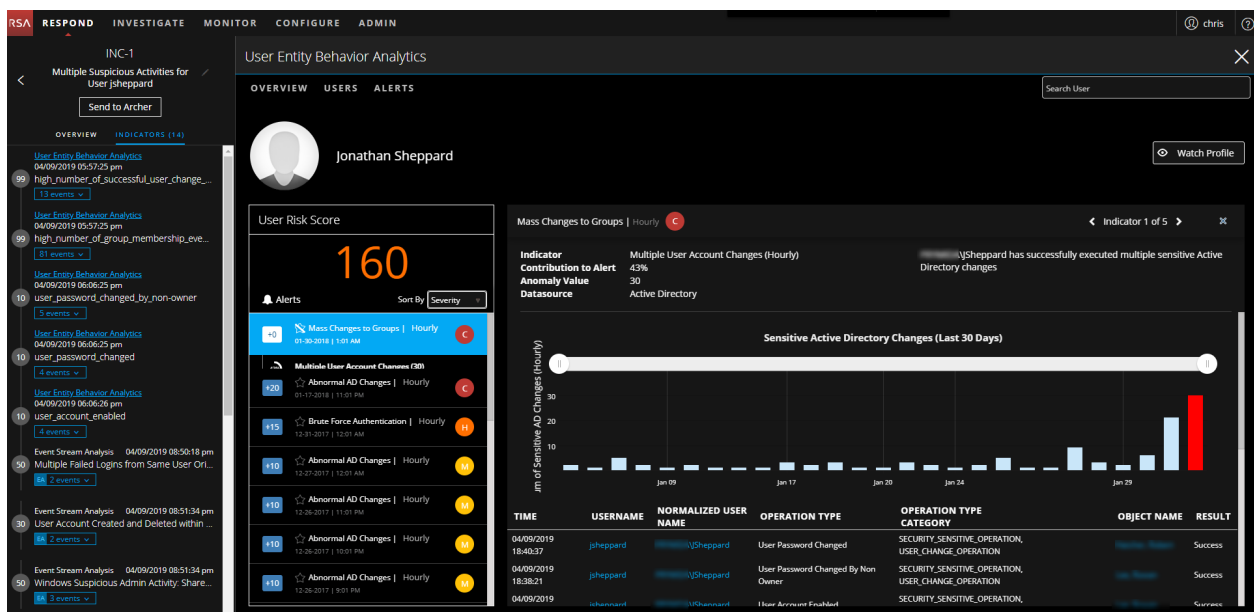 RSA RESPOND INVESTIGATE MONITOR CONFIGURE ADMIN
chris
INC-1
Multiple Suspicious Activities for
User jsheppard
Send to Archer
OVERVIEW INDICATORS (14)
User Entity Behavior Analytics
04/09/2019 05:57:25 pm
99 high_number_of_successful_user_change_...
13 events
User Entity Behavior Analytics
04/09/2019 05:57:25 pm
99 high_number_of_group_membership_eve...
81 events
User Entity Behavior Analytics
04/09/2019 06:06:25 pm
10 user_password_changed_by_non-owner
5 events
User Entity Behavior Analytics
04/09/2019 06:06:25 pm
10 user_password_changed
4 events
User Entity Behavior Analytics
04/09/2019 06:06:26 pm
10 user_account_enabled
4 events
Event Stream Analysis 04/09/2019 08:50:18 pm
50 Multiple Failed Logins from Same User Ori...
EA 2 events
Event Stream Analysis 04/09/2019 08:51:34 pm
30 User Account Created and Deleted within ...
EA 2 events
Event Stream Analysis 04/09/2019 08:51:34 pm
50 Windows Suspicious Admin Activity: Share...
EA 3 events
User Entity Behavior Analytics
OVERVIEW USERS ALERTS
Search User
Jonathan Sheppard
Watch Profile
User Risk Score
160
Alerts Sort By Severity
+0 Mass Changes to Groups | Hourly C
01-30-2018 | 1:01 AM
Multiple User Account Changes (30)
+20 Abnormal AD Changes | Hourly C
01-17-2018 | 11:01 PM
+15 Brute Force Authentication | Hourly H
12-31-2017 | 12:01 AM
+10 Abnormal AD Changes | Hourly M
12-27-2017 | 12:01 AM
+10 Abnormal AD Changes | Hourly M
12-26-2017 | 11:01 PM
+10 Abnormal AD Changes | Hourly M
12-26-2017 | 10:01 PM
+10 Abnormal AD Changes | Hourly M
12-26-2017 | 9:01 PM
Mass Changes to Groups | Hourly C
Indicator 1 of 5
Indicator Multiple User Account Changes (Hourly)
Contribution to Alert 43%
Anomaly Value 30
Datasource Active Directory
\JSheppard has successfully executed multiple sensitive Active
Directory changes
Sensitive Active Directory Changes (Last 30 Days)
um of Sensitive AD Changes (Hourly)
30
20
10
Jan 09 Jan 17 Jan 20 Jan 24 Jan 29
TIME USERNAME NORMALIZED USER NAME OPERATION TYPE OPERATION TYPE CATEGORY OBJECT NAME RESULT
04/09/2019 18:40:37 jsheppard \JSheppard User Password Changed SECURITY_SENSITIVE_OPERATION, USER_CHANGE_OPERATION Success
04/09/2019 18:38:21 jsheppard \JSheppard User Password Changed By Non Owner SECURITY_SENSITIVE_OPERATION, USER_CHANGE_OPERATION Success
04/09/2019 jsheppard \JSheppard User Account Enabled SECURITY_SENSITIVE_OPERATION, Success